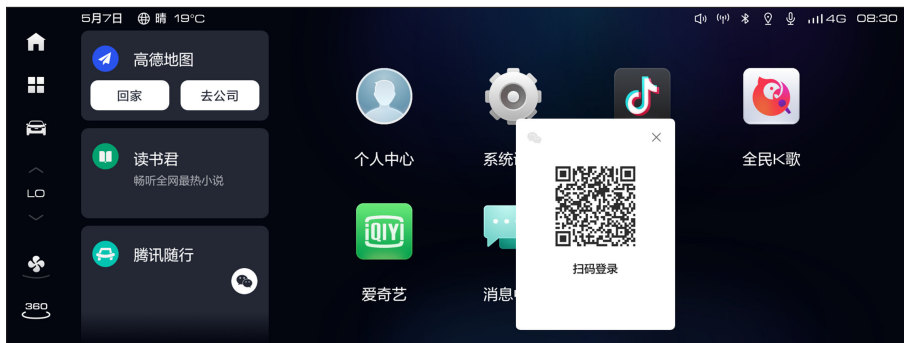 5月7日 晴 19°C
4G 08:30
高德地图
回家 去公司
读书君
畅听全网最热小说
LO
腾讯随行
360
个人中心
系统
全民K歌
iQIYI
爱奇艺
消息
扫码登录